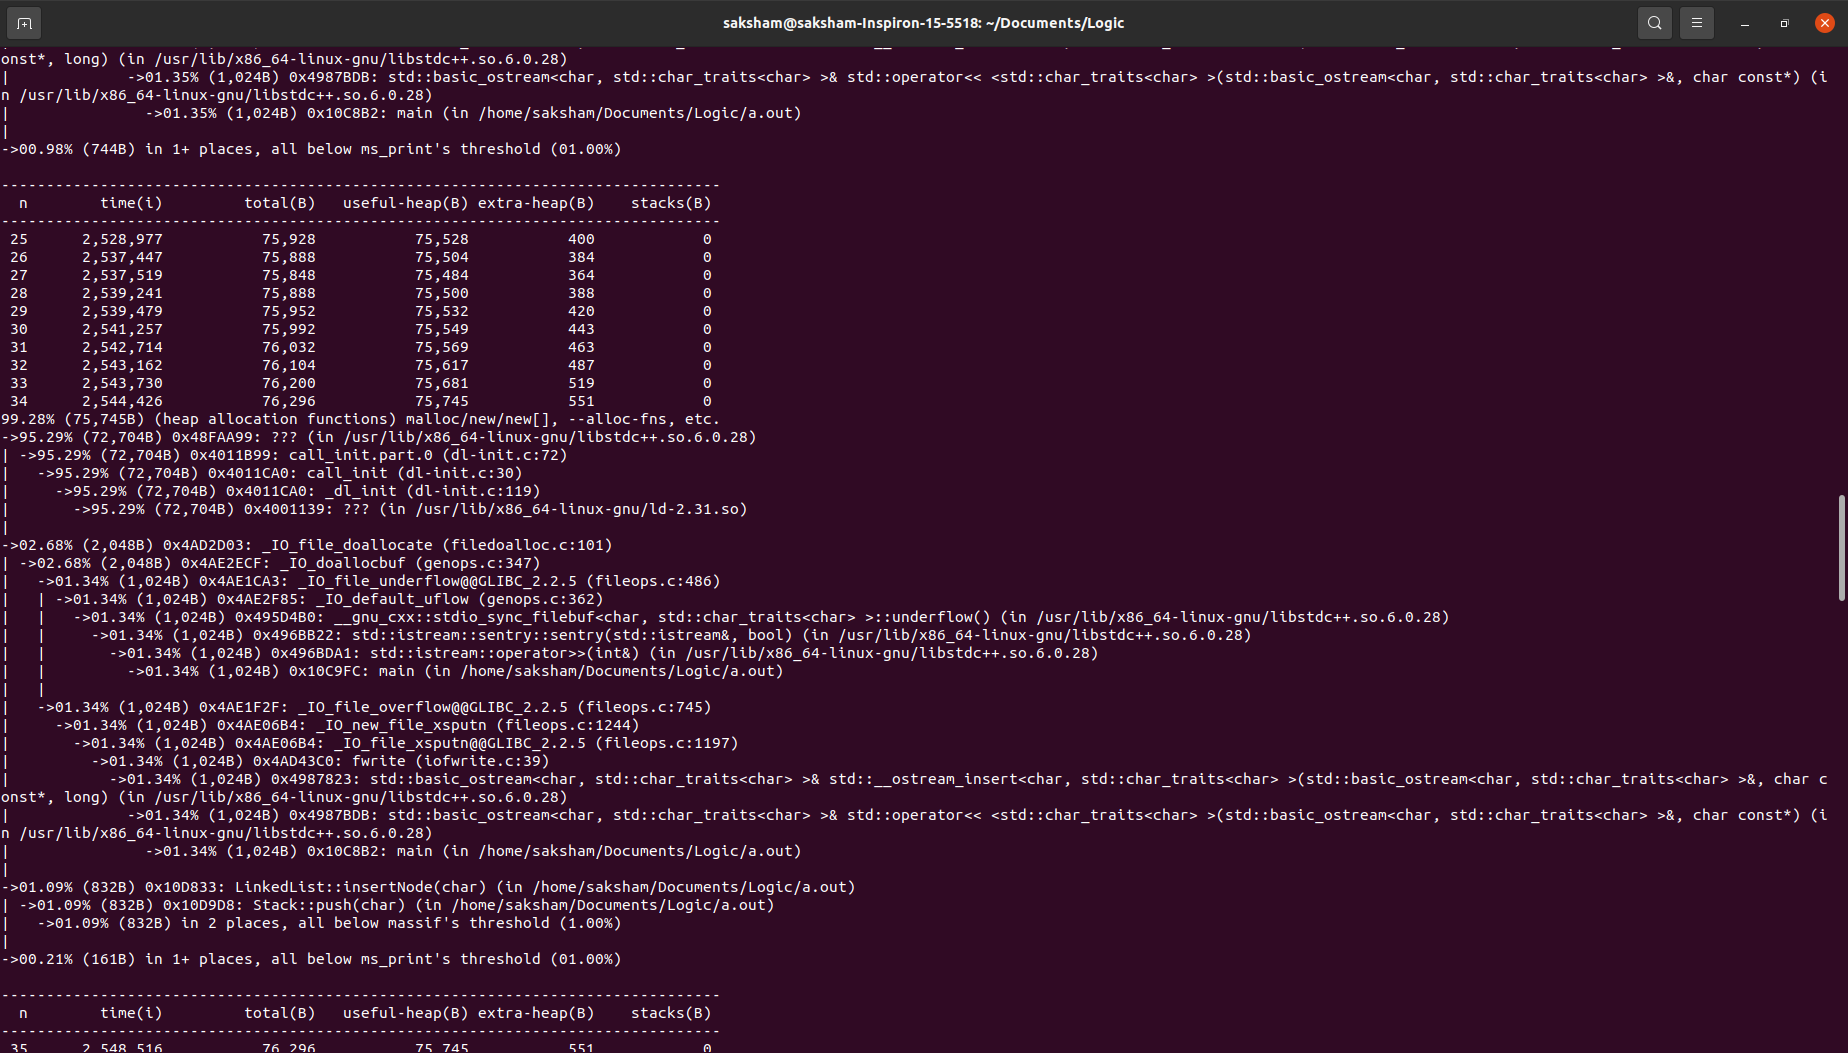 saksham@saksham-Inspiron-15-5518: ~/Documents/Logic
onst*, long) (in /usr/lib/x86_64-linux-gnu/libstdc++.so.6.0.28)
|             ->01.35% (1,024B) 0x4987BDB: std::basic_ostream<char, std::char_traits<char> >& std::operator<< <std::char_traits<char> >(std::basic_ostream<char, std::char_traits<char> >&, char const*) (i
n /usr/lib/x86_64-linux-gnu/libstdc++.so.6.0.28)
|               ->01.35% (1,024B) 0x10C8B2: main (in /home/saksham/Documents/Logic/a.out)
|
->00.98% (744B) in 1+ places, all below ms_print's threshold (01.00%)
--------------------------------------------------------------------------------
  n        time(i)         total(B)   useful-heap(B) extra-heap(B)    stacks(B)
--------------------------------------------------------------------------------
 25      2,528,977           75,928           75,528           400            0
 26      2,537,447           75,888           75,504           384            0
 27      2,537,519           75,848           75,484           364            0
 28      2,539,241           75,888           75,500           388            0
 29      2,539,479           75,952           75,532           420            0
 30      2,541,257           75,992           75,549           443            0
 31      2,542,714           76,032           75,569           463            0
 32      2,543,162           76,104           75,617           487            0
 33      2,543,730           76,200           75,681           519            0
 34      2,544,426           76,296           75,745           551            0
99.28% (75,745B) (heap allocation functions) malloc/new/new[], --alloc-fns, etc.
->95.29% (72,704B) 0x48FAA99: ??? (in /usr/lib/x86_64-linux-gnu/libstdc++.so.6.0.28)
| ->95.29% (72,704B) 0x4011B99: call_init.part.0 (dl-init.c:72)
|   ->95.29% (72,704B) 0x4011CA0: call_init (dl-init.c:30)
|     ->95.29% (72,704B) 0x4011CA0: _dl_init (dl-init.c:119)
|       ->95.29% (72,704B) 0x4001139: ??? (in /usr/lib/x86_64-linux-gnu/ld-2.31.so)
|
->02.68% (2,048B) 0x4AD2D03: _IO_file_doallocate (filedoalloc.c:101)
| ->02.68% (2,048B) 0x4AE2ECF: _IO_doallocbuf (genops.c:347)
|   ->01.34% (1,024B) 0x4AE1CA3: _IO_file_underflow@@GLIBC_2.2.5 (fileops.c:486)
|   | ->01.34% (1,024B) 0x4AE2F85: _IO_default_uflow (genops.c:362)
|   |   ->01.34% (1,024B) 0x495D4B0: __gnu_cxx::stdio_sync_filebuf<char, std::char_traits<char> >::underflow() (in /usr/lib/x86_64-linux-gnu/libstdc++.so.6.0.28)
|   |     ->01.34% (1,024B) 0x496BB22: std::istream::sentry::sentry(std::istream&, bool) (in /usr/lib/x86_64-linux-gnu/libstdc++.so.6.0.28)
|   |       ->01.34% (1,024B) 0x496BDA1: std::istream::operator>>(int&) (in /usr/lib/x86_64-linux-gnu/libstdc++.so.6.0.28)
|   |         ->01.34% (1,024B) 0x10C9FC: main (in /home/saksham/Documents/Logic/a.out)
|   |
|   ->01.34% (1,024B) 0x4AE1F2F: _IO_file_overflow@@GLIBC_2.2.5 (fileops.c:745)
|     ->01.34% (1,024B) 0x4AE06B4: _IO_new_file_xsputn (fileops.c:1244)
|       ->01.34% (1,024B) 0x4AE06B4: _IO_file_xsputn@@GLIBC_2.2.5 (fileops.c:1197)
|         ->01.34% (1,024B) 0x4AD43C0: fwrite (iofwrite.c:39)
|           ->01.34% (1,024B) 0x4987823: std::basic_ostream<char, std::char_traits<char> >& std::__ostream_insert<char, std::char_traits<char> >(std::basic_ostream<char, std::char_traits<char> >&, char c
onst*, long) (in /usr/lib/x86_64-linux-gnu/libstdc++.so.6.0.28)
|             ->01.34% (1,024B) 0x4987BDB: std::basic_ostream<char, std::char_traits<char> >& std::operator<< <std::char_traits<char> >(std::basic_ostream<char, std::char_traits<char> >&, char const*) (i
n /usr/lib/x86_64-linux-gnu/libstdc++.so.6.0.28)
|               ->01.34% (1,024B) 0x10C8B2: main (in /home/saksham/Documents/Logic/a.out)
|
->01.09% (832B) 0x10D833: LinkedList::insertNode(char) (in /home/saksham/Documents/Logic/a.out)
| ->01.09% (832B) 0x10D9D8: Stack::push(char) (in /home/saksham/Documents/Logic/a.out)
|   ->01.09% (832B) in 2 places, all below massif's threshold (1.00%)
|
->00.21% (161B) in 1+ places, all below ms_print's threshold (01.00%)
--------------------------------------------------------------------------------
  n        time(i)         total(B)   useful-heap(B) extra-heap(B)    stacks(B)
--------------------------------------------------------------------------------
 35      2,548,516           76,296           75,745           551            0